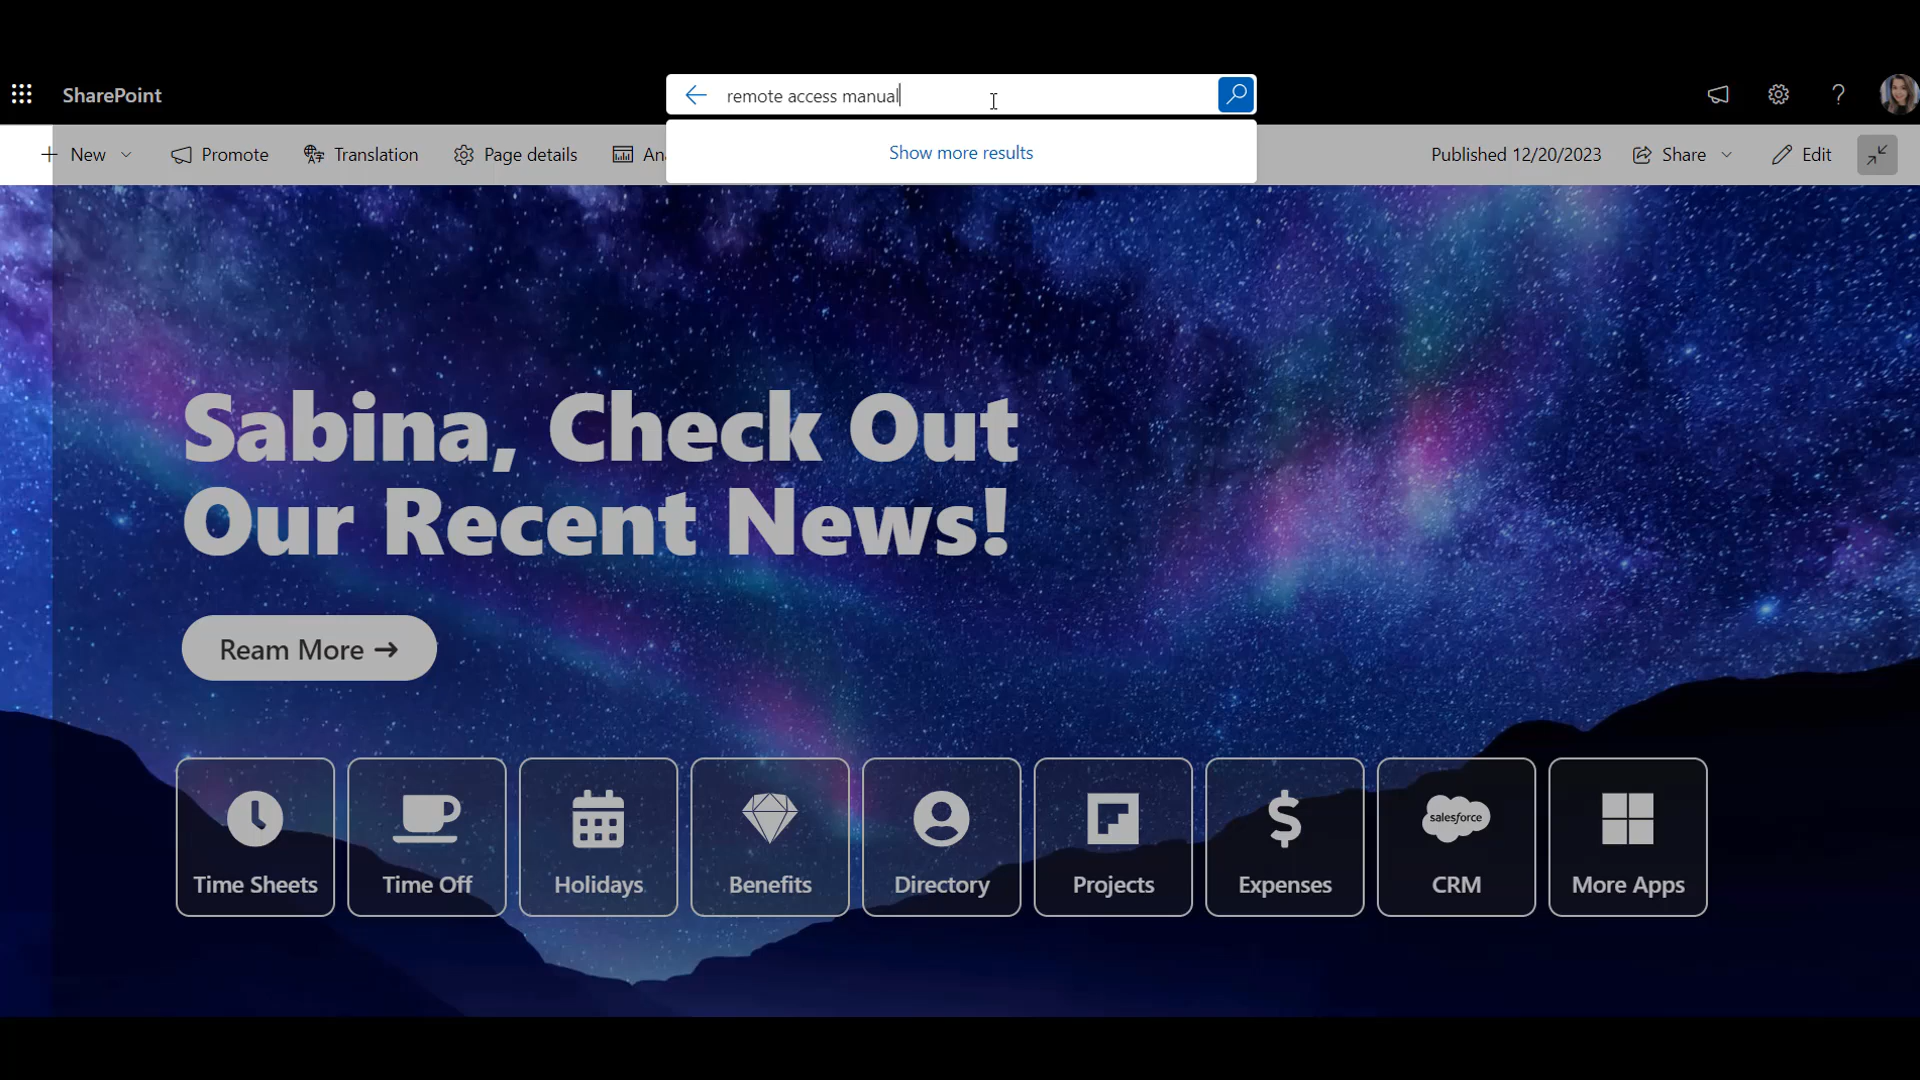 SharePoint
remote access manual
?
Show more results
New
Promote
Translation
Page details
Published 12/20/2023
Share
Edit
Sabina, Check Out
Our Recent News!
Ream More →
salesforce
Time Sheets
Time Off
Holidays
Benefits
Directory
Projects
Expenses
CRM
More Apps